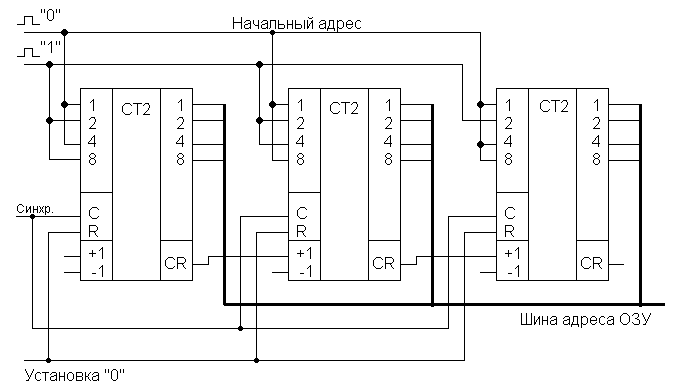 "0"
Начальный адрес
"1"
1 CT2 1 1 CT2 1 1 CT2 1
2 2 2 2 2 2
4 4 4 4 4 4
8 8 8 8 8 8
Синхр. C C C
R R R
+1 +1 +1
CR CR CR
-1 -1 -1
Шина адреса ОЗУ
Установка "0"